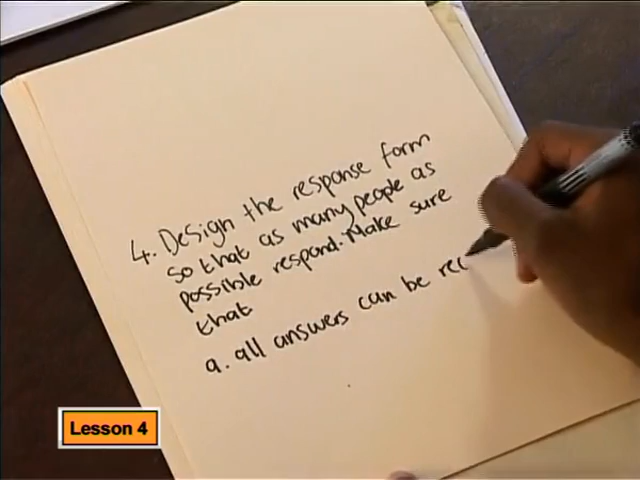 4. Design the response form
so that as many people as
possible respond. Make sure
that
a. all answers can be rec
Lesson 4